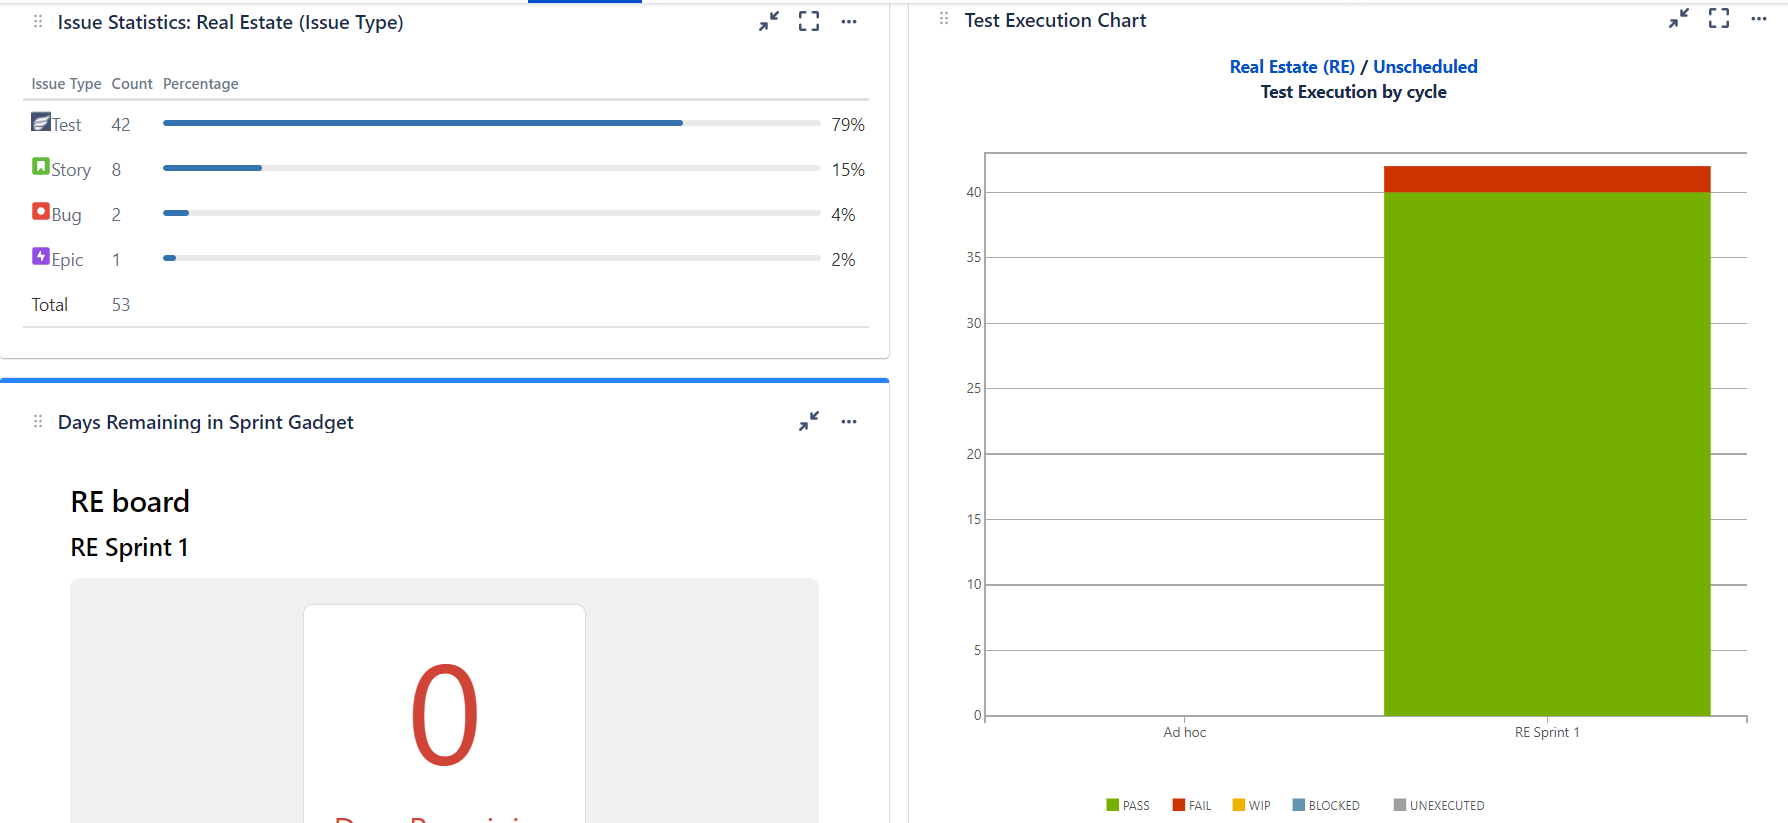 Issue Statistics: Real Estate (Issue Type)
Issue Type Count Percentage
Test 42 79%
Story 8 15%
Bug 2 4%
Epic 1 2%
Total 53
Days Remaining in Sprint Gadget
RE board
RE Sprint 1
0
Test Execution Chart
Real Estate (RE) / Unscheduled
Test Execution by cycle
40
35
30
25
20
15
10
5
0
Ad hoc RE Sprint 1
PASS FAIL WIP BLOCKED UNEXECUTED